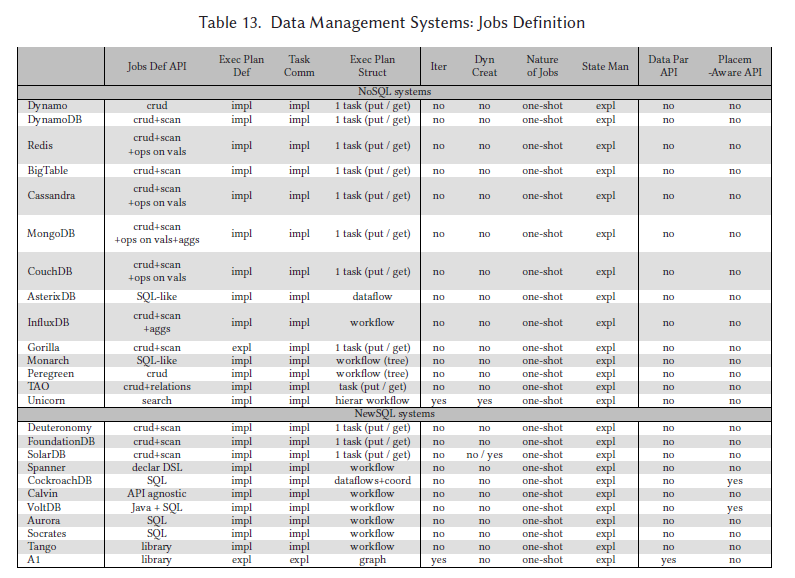 Table 13. Data Management Systems: Jobs Definition
Jobs Def API Exec Plan Def Task Comm Exec Plan Struct Iter Dyn Creat Nature of Jobs State Man Data Par API Placem -Aware API
NoSQL systems
Dynamo crud impl impl 1 task (put / get) no no one-shot expl no no
DynamoDB crud+scan impl impl 1 task (put / get) no no one-shot expl no no
Redis crud+scan +ops on vals impl impl 1 task (put / get) no no one-shot expl no no
BigTable crud+scan impl impl 1 task (put / get) no no one-shot expl no no
Cassandra crud+scan +ops on vals impl impl 1 task (put / get) no no one-shot expl no no
MongoDB crud+scan +ops on vals+aggs impl impl 1 task (put / get) no no one-shot expl no no
CouchDB crud+scan +ops on vals impl impl 1 task (put / get) no no one-shot expl no no
AsterixDB SQL-like impl impl dataflow no no one-shot expl no no
InfluxDB crud+scan +aggs impl impl workflow no no one-shot expl no no
Gorilla crud+scan expl impl 1 task (put / get) no no one-shot expl no no
Monarch SQL-like impl impl workflow (tree) no no one-shot expl no no
Peregreen crud impl impl workflow (tree) no no one-shot expl no no
TAO crud+relations impl impl task (put / get) no no one-shot expl no no
Unicorn search impl impl hierar workflow yes yes one-shot expl no no
NewSQL systems
Deuteronomy crud+scan impl impl 1 task (put / get) no no one-shot expl no no
FoundationDB crud+scan impl impl 1 task (put / get) no no one-shot expl no no
SolarDB crud+scan impl impl 1 task (put / get) no no / yes one-shot expl no no
Spanner declar DSL impl impl workflow no no one-shot expl no no
CockroachDB SQL impl impl dataflows+coord no no one-shot expl no yes
Calvin API agnostic impl impl workflow no no one-shot expl no no
VoltDB Java + SQL impl impl workflow no no one-shot expl no yes
Aurora SQL impl impl workflow no no one-shot expl no no
Socrates SQL impl impl workflow no no one-shot expl no no
Tango library impl impl workflow no no one-shot expl no no
A1 library expl expl graph yes no one-shot expl yes no